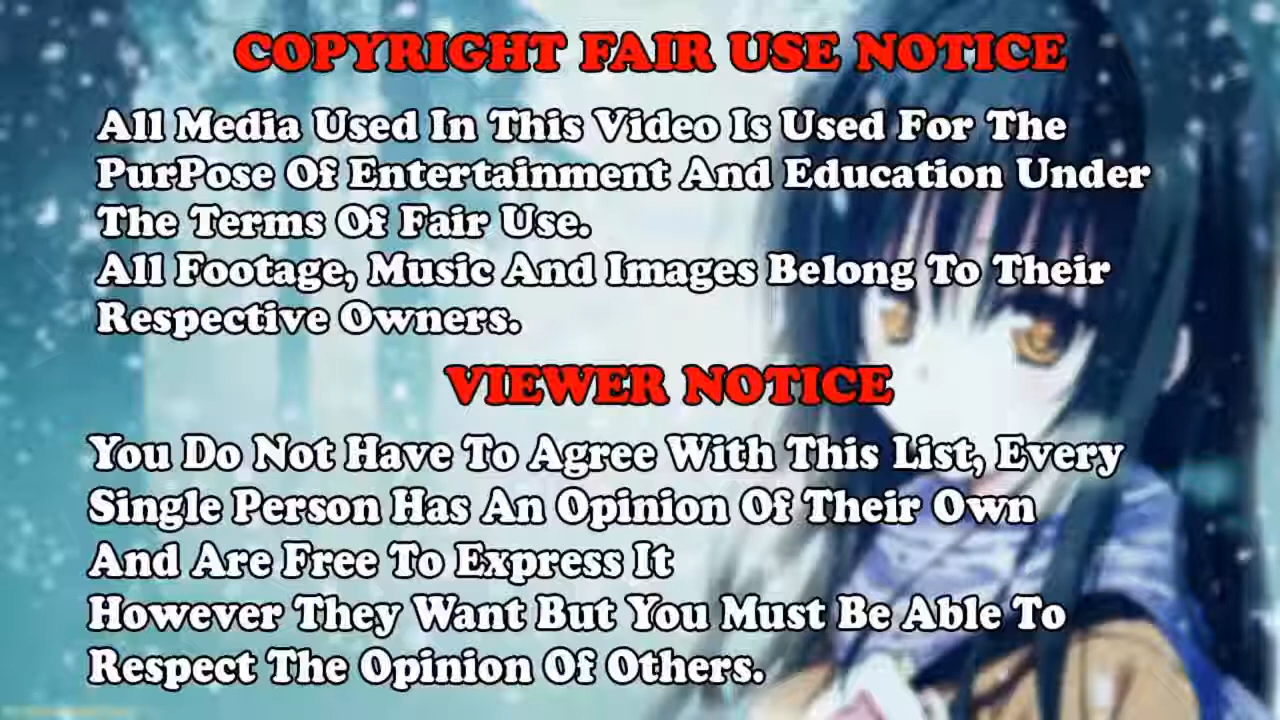 COPYRIGHT FAIR USE NOTICE
All Media Used In This Video Is Used For The
PurPose Of Entertainment And Education Under
The Terms Of Fair Use.
All Footage, Music And Images Belong To Their
Respective Owners.
VIEWER NOTICE
You Do Not Have To Agree With This List, Every
Single Person Has An Opinion Of Their Own
And Are Free To Express It
However They Want But You Must Be Able To
Respect The Opinion Of Others.